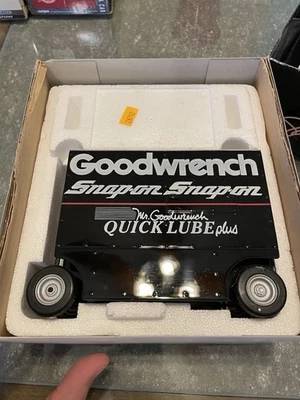 Goodwrench
Snap-on Snap-on
Mr. Goodwrench
QUICK LUBE plus